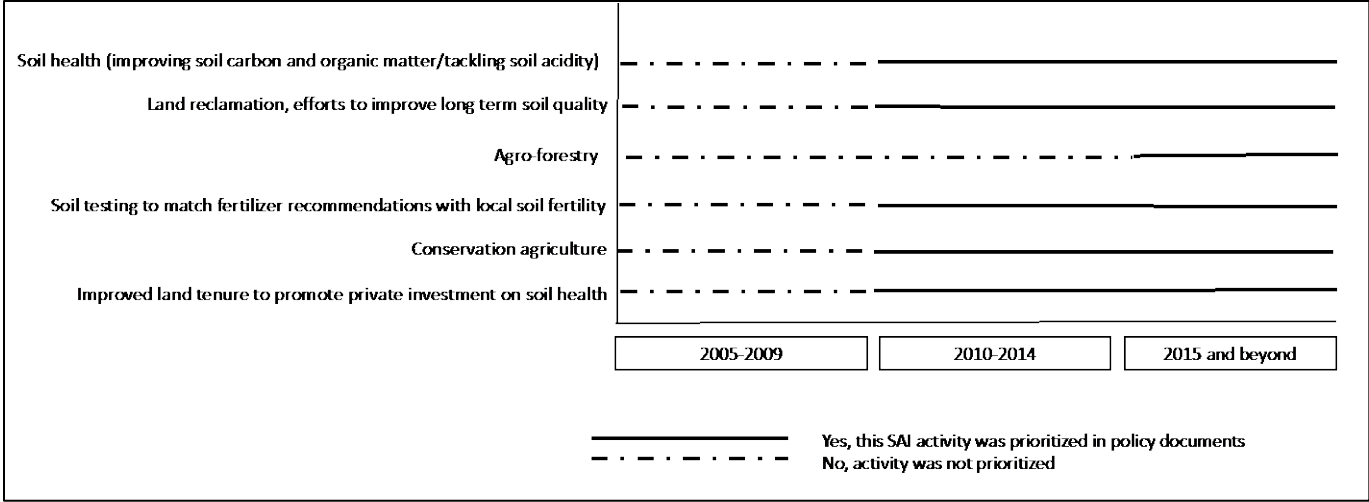 Soil health (improving soil carbon and organic matter/tackling soil acidity)
Land reclamation, efforts to improve long term soil quality
Agro-forestry
Soil testing to match fertilizer recommendations with local soil fertility
Conservation agriculture
Improved land tenure to promote private investment on soil health
2005-2009
2010-2014
2015 and beyond
Yes, this SAI activity was prioritized in policy documents
No, activity was not prioritized